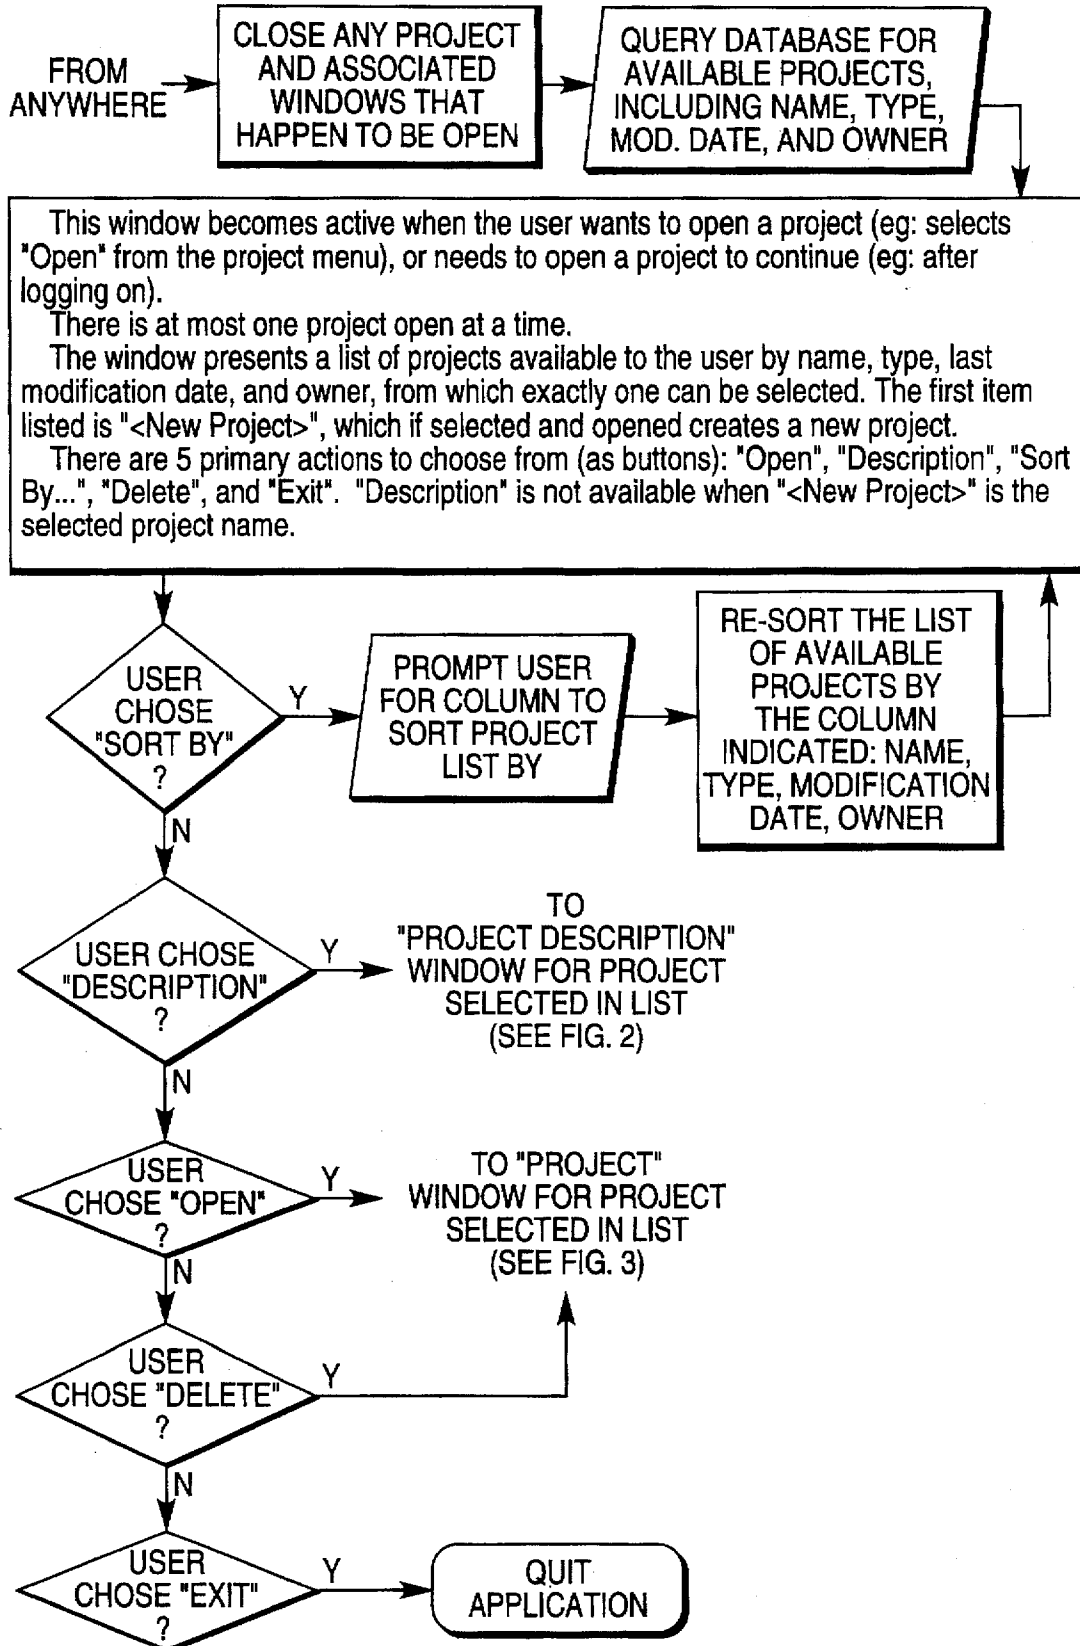 FROM
ANYWHERE
CLOSE ANY PROJECT
AND ASSOCIATED
WINDOWS THAT
HAPPEN TO BE OPEN
QUERY DATABASE FOR
AVAILABLE PROJECTS,
INCLUDING NAME, TYPE,
MOD. DATE, AND OWNER
This window becomes active when the user wants to open a project (eg: selects
"Open" from the project menu), or needs to open a project to continue (eg: after
logging on).
There is at most one project open at a time.
The window presents a list of projects available to the user by name, type, last
modification date, and owner, from which exactly one can be selected. The first item
listed is "<New Project>", which if selected and opened creates a new project.
There are 5 primary actions to choose from (as buttons): "Open", "Description", "Sort
By...", "Delete", and "Exit". "Description" is not available when "<New Project>" is the
selected project name.
USER
CHOSE
"SORT BY"
?
Y
PROMPT USER
FOR COLUMN TO
SORT PROJECT
LIST BY
RE-SORT THE LIST
OF AVAILABLE
PROJECTS BY
THE COLUMN
INDICATED: NAME,
TYPE, MODIFICATION
DATE, OWNER
N
USER CHOSE
"DESCRIPTION"
?
Y
TO
"PROJECT DESCRIPTION"
WINDOW FOR PROJECT
SELECTED IN LIST
(SEE FIG. 2)
N
USER
CHOSE "OPEN"
?
Y
TO "PROJECT"
WINDOW FOR PROJECT
SELECTED IN LIST
(SEE FIG. 3)
N
USER
CHOSE "DELETE"
?
Y
N
USER
CHOSE "EXIT"
?
Y
QUIT
APPLICATION